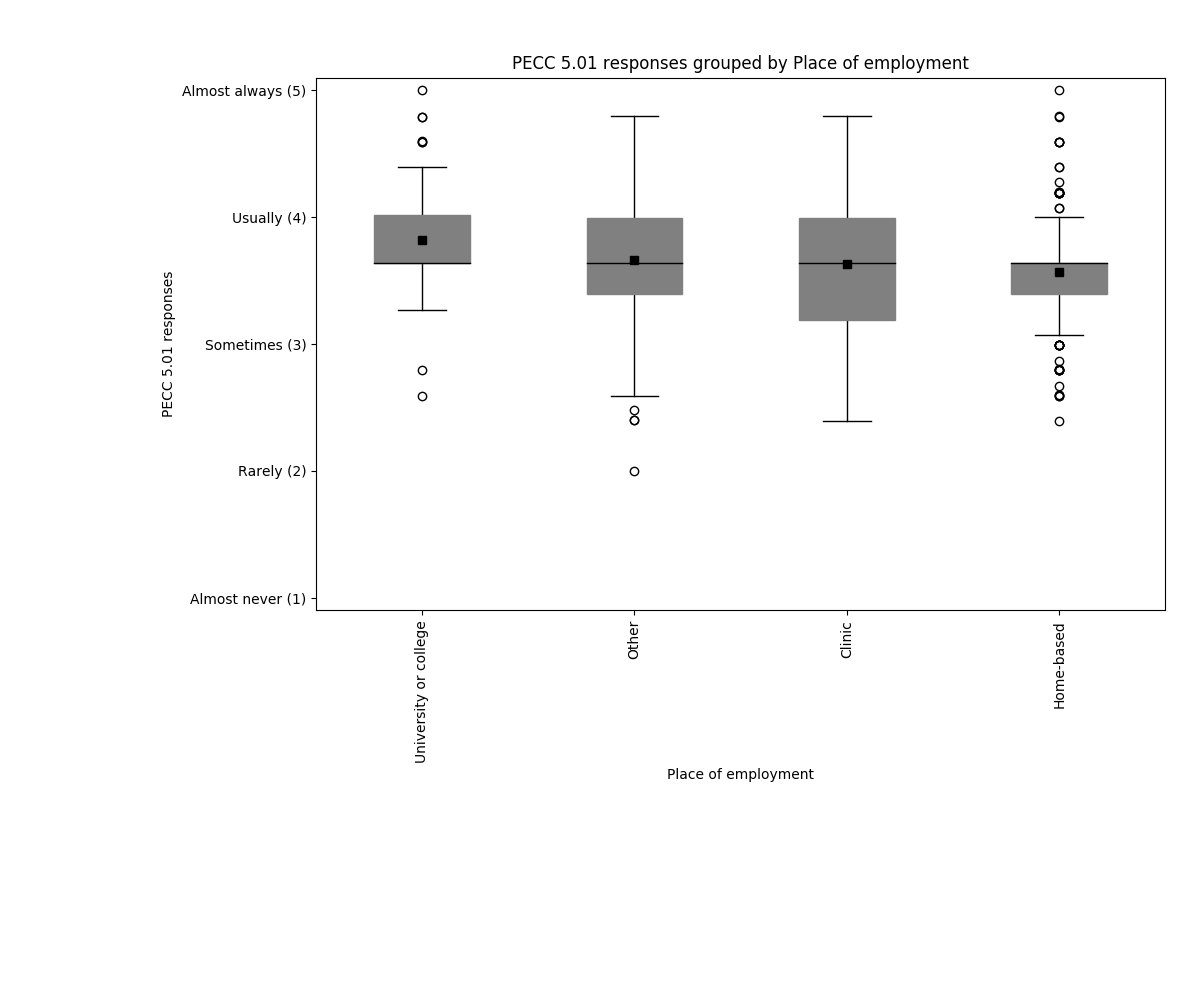 PECC 5.01 responses grouped by Place of employment
Almost always (5)
Usually (4)
Sometimes (3)
Rarely (2)
Almost never (1)
PECC 5.01 responses
University or college
Other
Clinic
Home-based
Place of employment